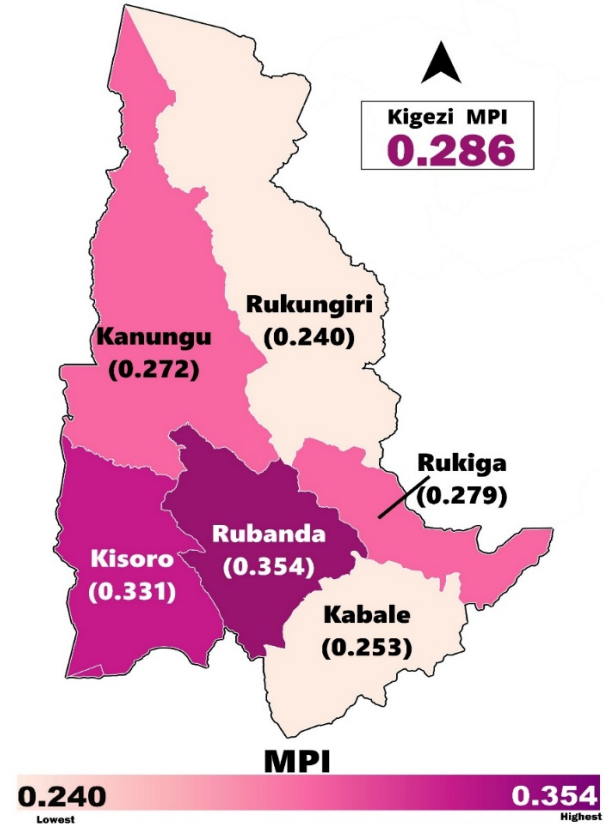 Kigezi MPI
0.286
Rukungiri
(0.240)
Kanungu
(0.272)
Rukiga
(0.279)
Rubanda
(0.354)
Kisoro
(0.331)
Kabale
(0.253)
MPI
0.240
0.354
Lowest
Highest